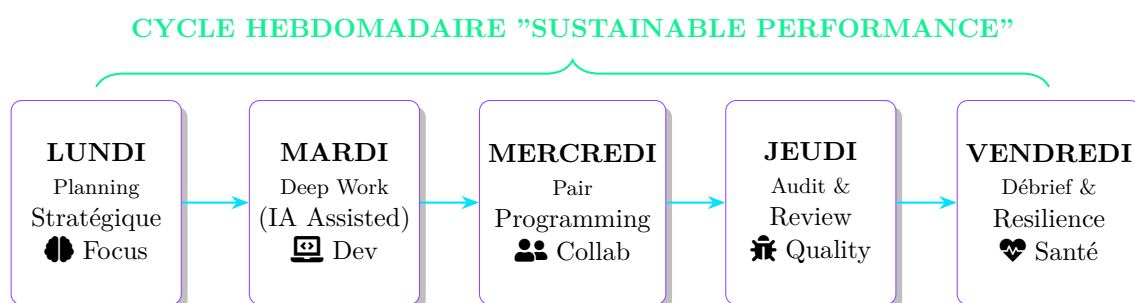 CYCLE HEBDOMADAIRE ”SUSTAINABLE PERFORMANCE”
LUNDI
Planning
Stratégique
Focus
MARDI
Deep Work
(IA Assisted)
Dev
MERCREDI
Pair
Programming
Collab
JEUDI
Audit &
Review
Quality
VENDREDI
Débrief &
Resilience
Santé